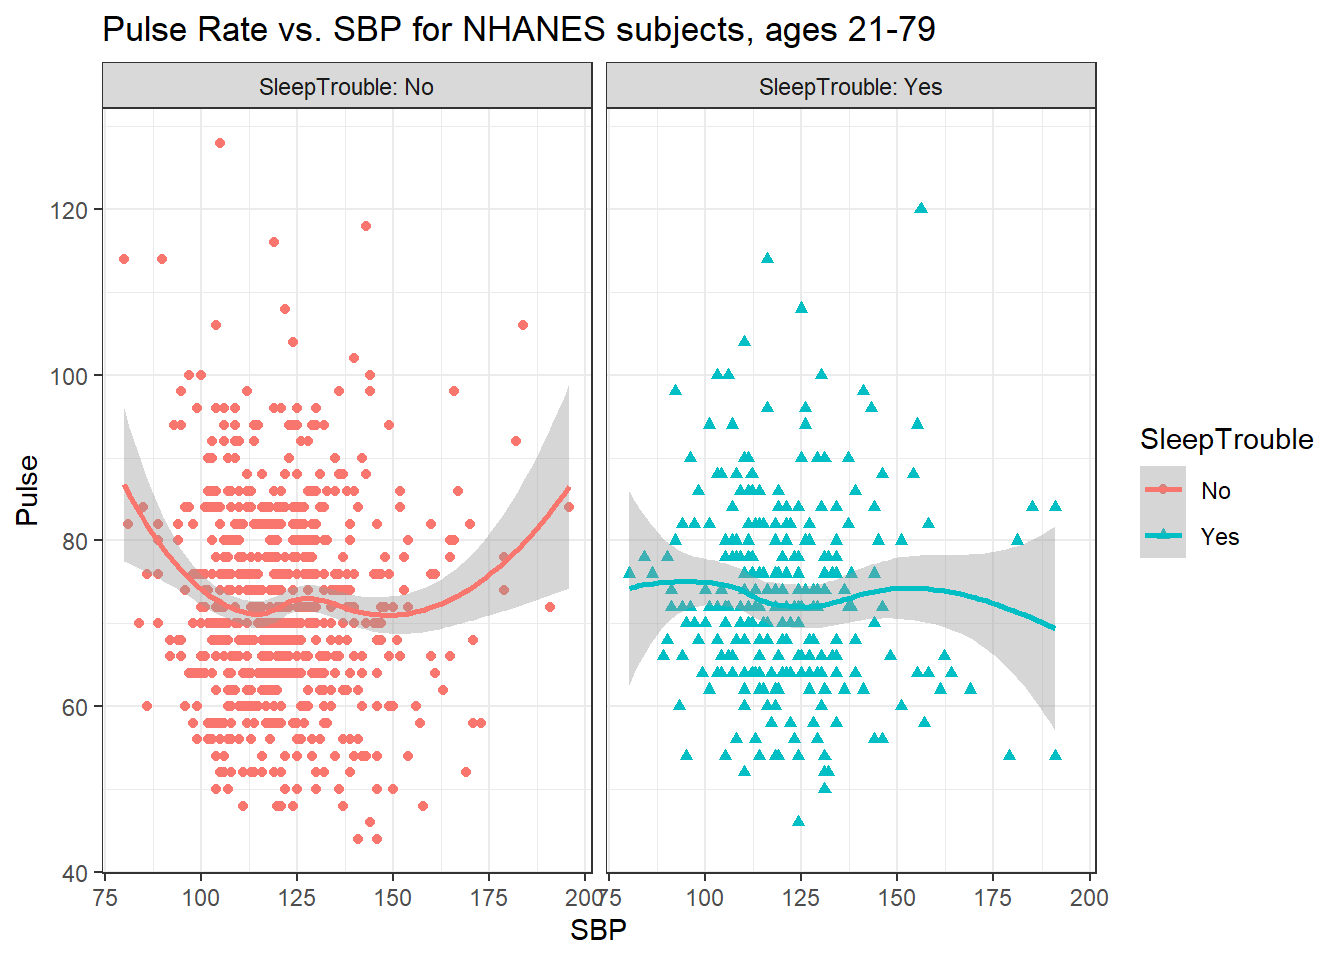 Pulse Rate vs. SBP for NHANES subjects, ages 21-79
SleepTrouble: No
SleepTrouble: Yes
120
100
80
60
40
Pulse
75 100 125 150 175 200
75 100 125 150 175 200
SBP
SleepTrouble
No
Yes